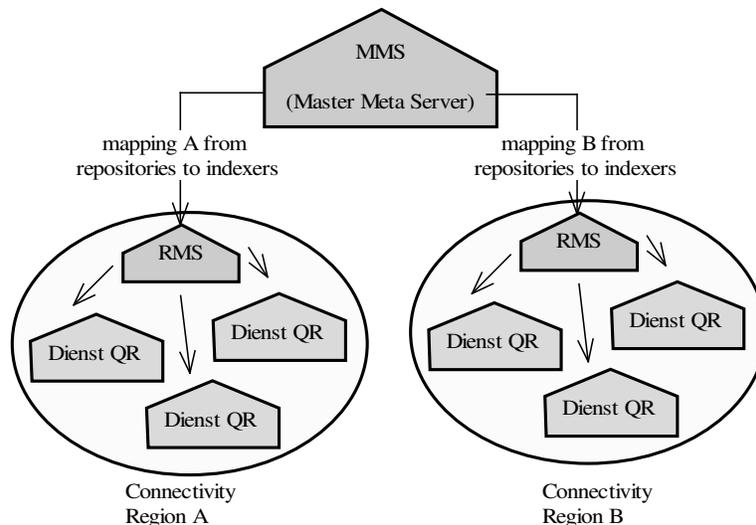 MMS
(Master Meta Server)
mapping A from
repositories to indexers
mapping B from
repositories to indexers
RMS
Dienst QR
Dienst QR
Dienst QR
RMS
Dienst QR
Dienst QR
Dienst QR
Connectivity
Region A
Connectivity
Region B